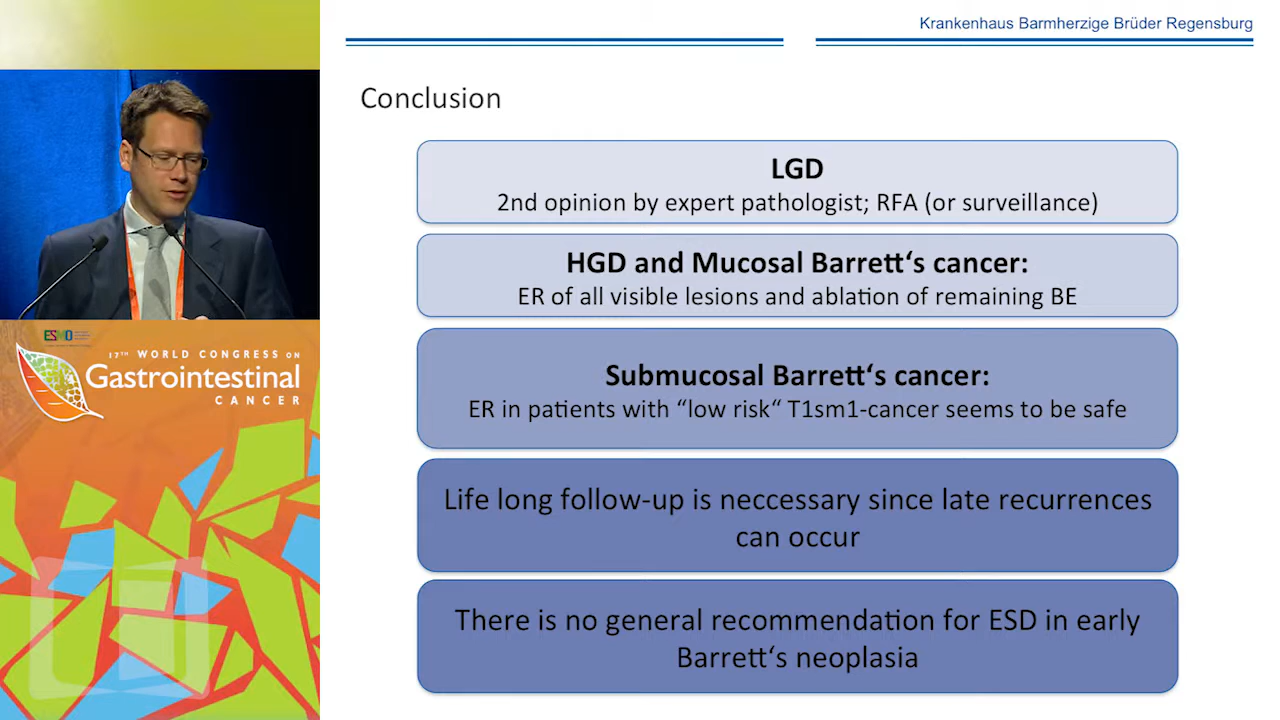 Krankenhaus Barmherzige Brüder Regensburg
Conclusion
LGD
2nd opinion by expert pathologist; RFA (or surveillance)
HGD and Mucosal Barrett‘s cancer:
ER of all visible lesions and ablation of remaining BE
Submucosal Barrett‘s cancer:
ER in patients with “low risk“ T1sm1-cancer seems to be safe
Life long follow-up is neccessary since late recurrences
can occur
There is no general recommendation for ESD in early
Barrett‘s neoplasia
ESMO
17TH WORLD CONGRESS ON
Gastrointestinal
CANCER